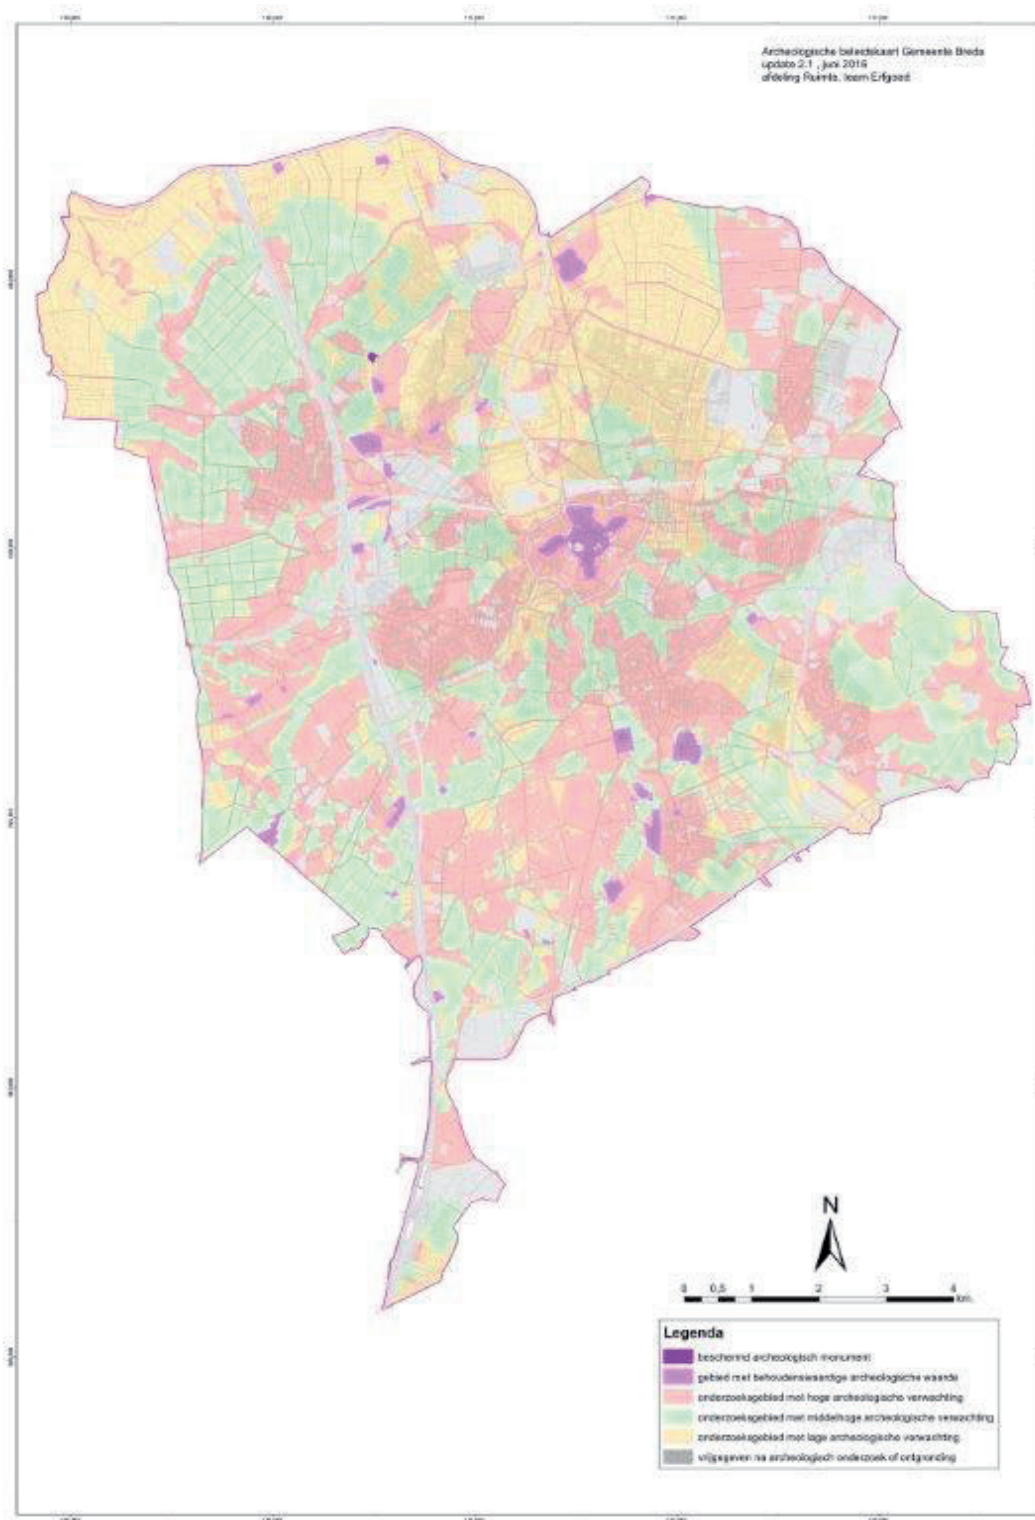 Archeologische beleidskaart Gemeente Breda
update 2.1 , juni 2016
afdeling Ruimte, team Erfgoed
N
0 0,5 1 2 3 4
km.
Legenda
beschermd archeologisch monument
gebied met behoudenswaardige archeologische waarde
onderzoeksgebied met hoge archeologische verwachting
onderzoeksgebied met middelhoge archeologische verwachting
onderzoeksgebied met lage archeologische verwachting
vrijgegeven na archeologisch onderzoek of ontgronding